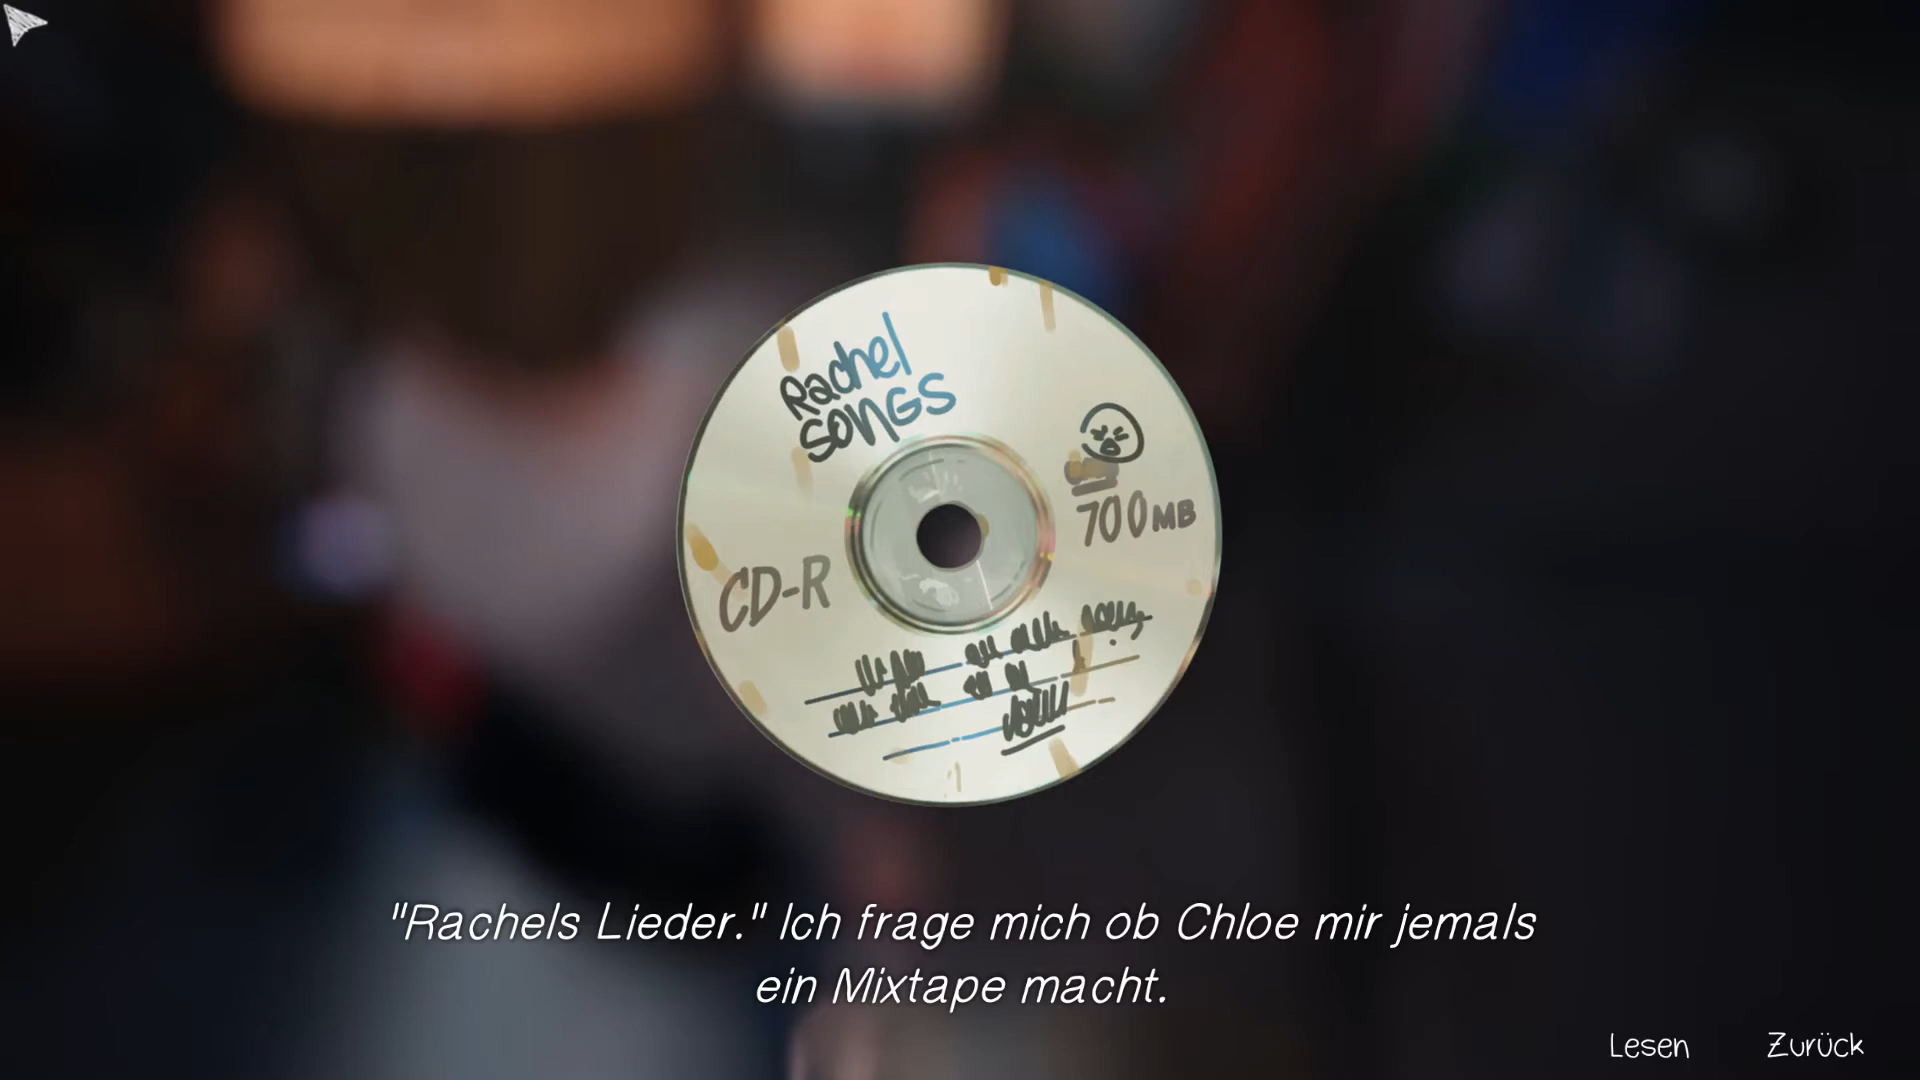 Rachel
SONGS
700MB
CD-R
"Rachels Lieder." Ich frage mich ob Chloe mir jemals
ein Mixtape macht.
Lesen Zurück